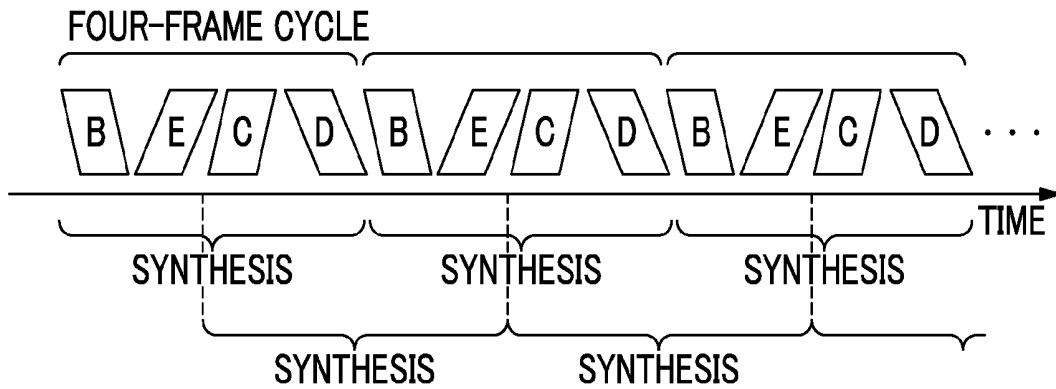 FOUR-FRAME CYCLE
B E C D B E C D B E C D . . .
TIME
SYNTHESIS SYNTHESIS SYNTHESIS
SYNTHESIS SYNTHESIS